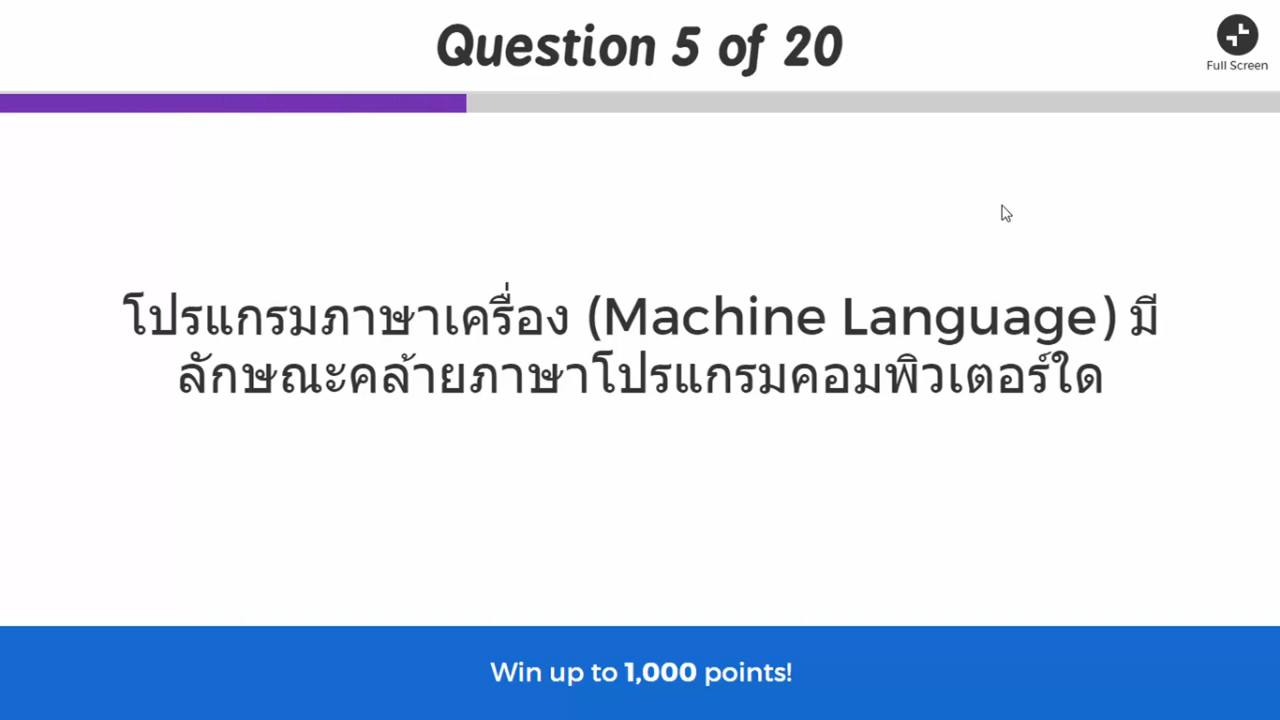 Question 5 of 20
Full Screen
โปรแกรมภาษาเครื่อง (Machine Language) มี
ลักษณะคล้ายภาษาโปรแกรมคอมพิวเตอร์ใด
Win up to 1,000 points!